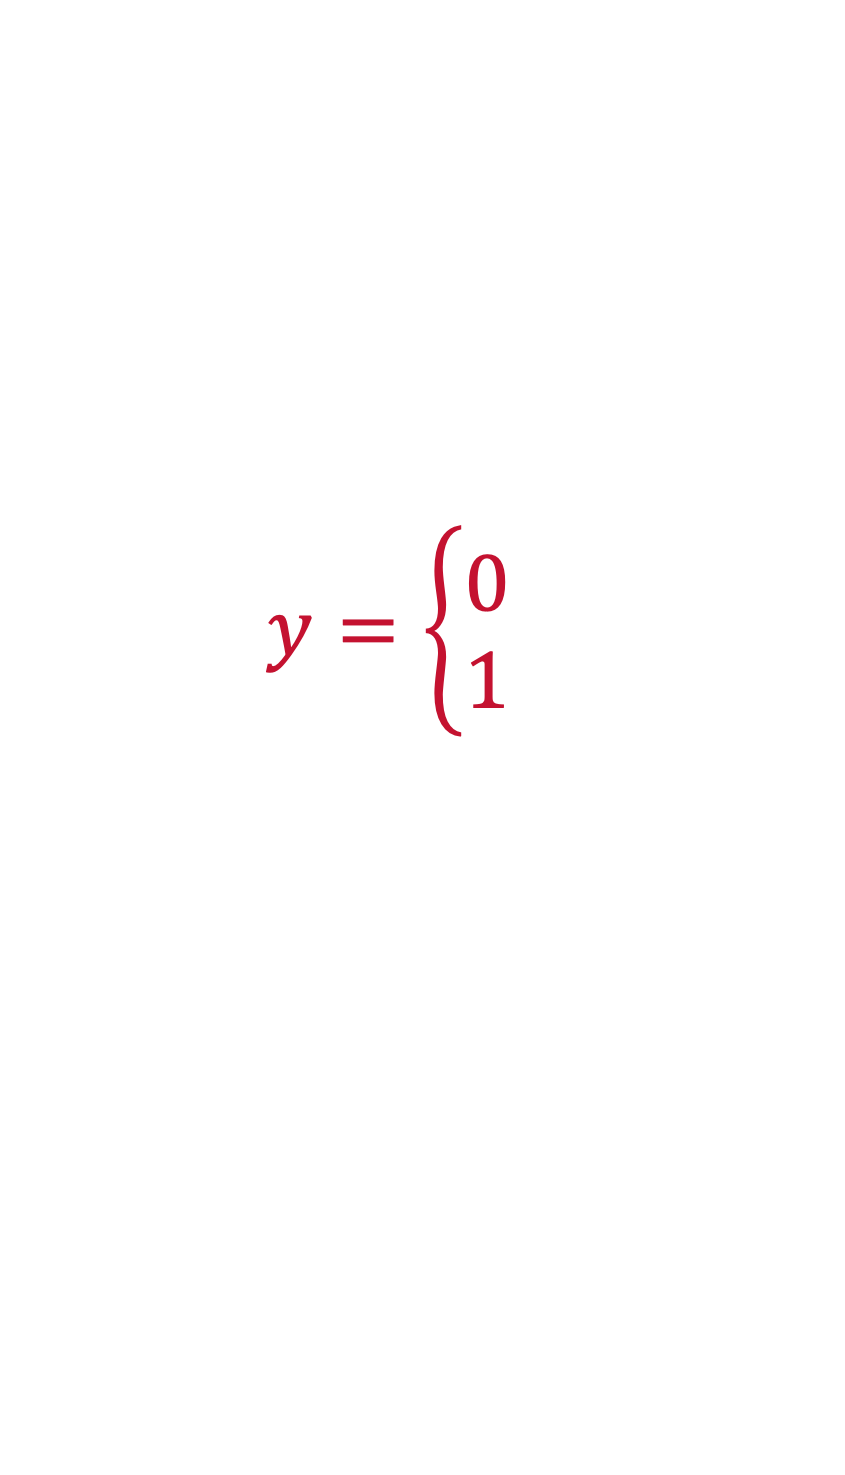 y = { 0
1